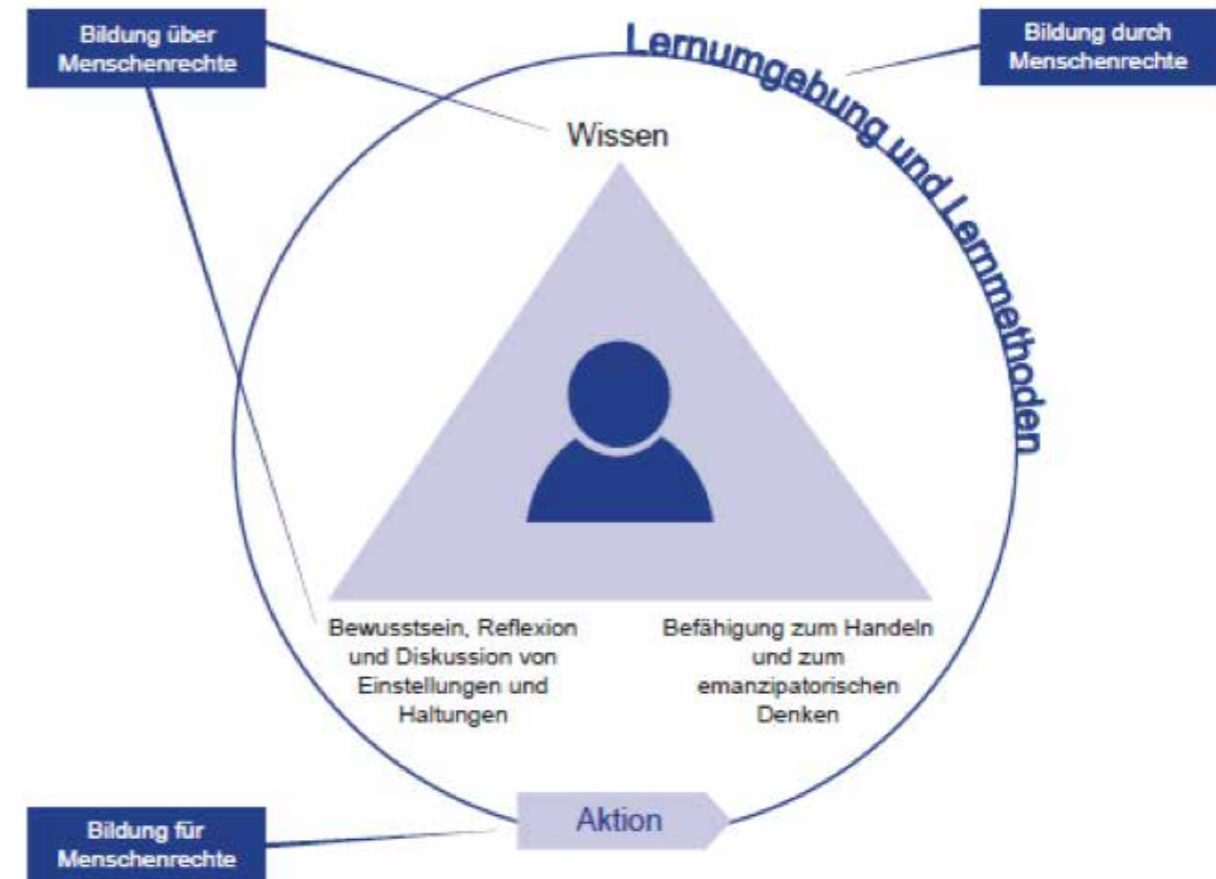 Bildung über
Menschenrechte
Lernumgebung und Lernmethoden
Bildung durch
Menschenrechte
Wissen
Bewusstsein, Reflexion
und Diskussion von
Einstellungen und
Haltungen
Befähigung zum Handeln
und zum
emanzipatorischen
Denken
Aktion
Bildung für
Menschenrechte